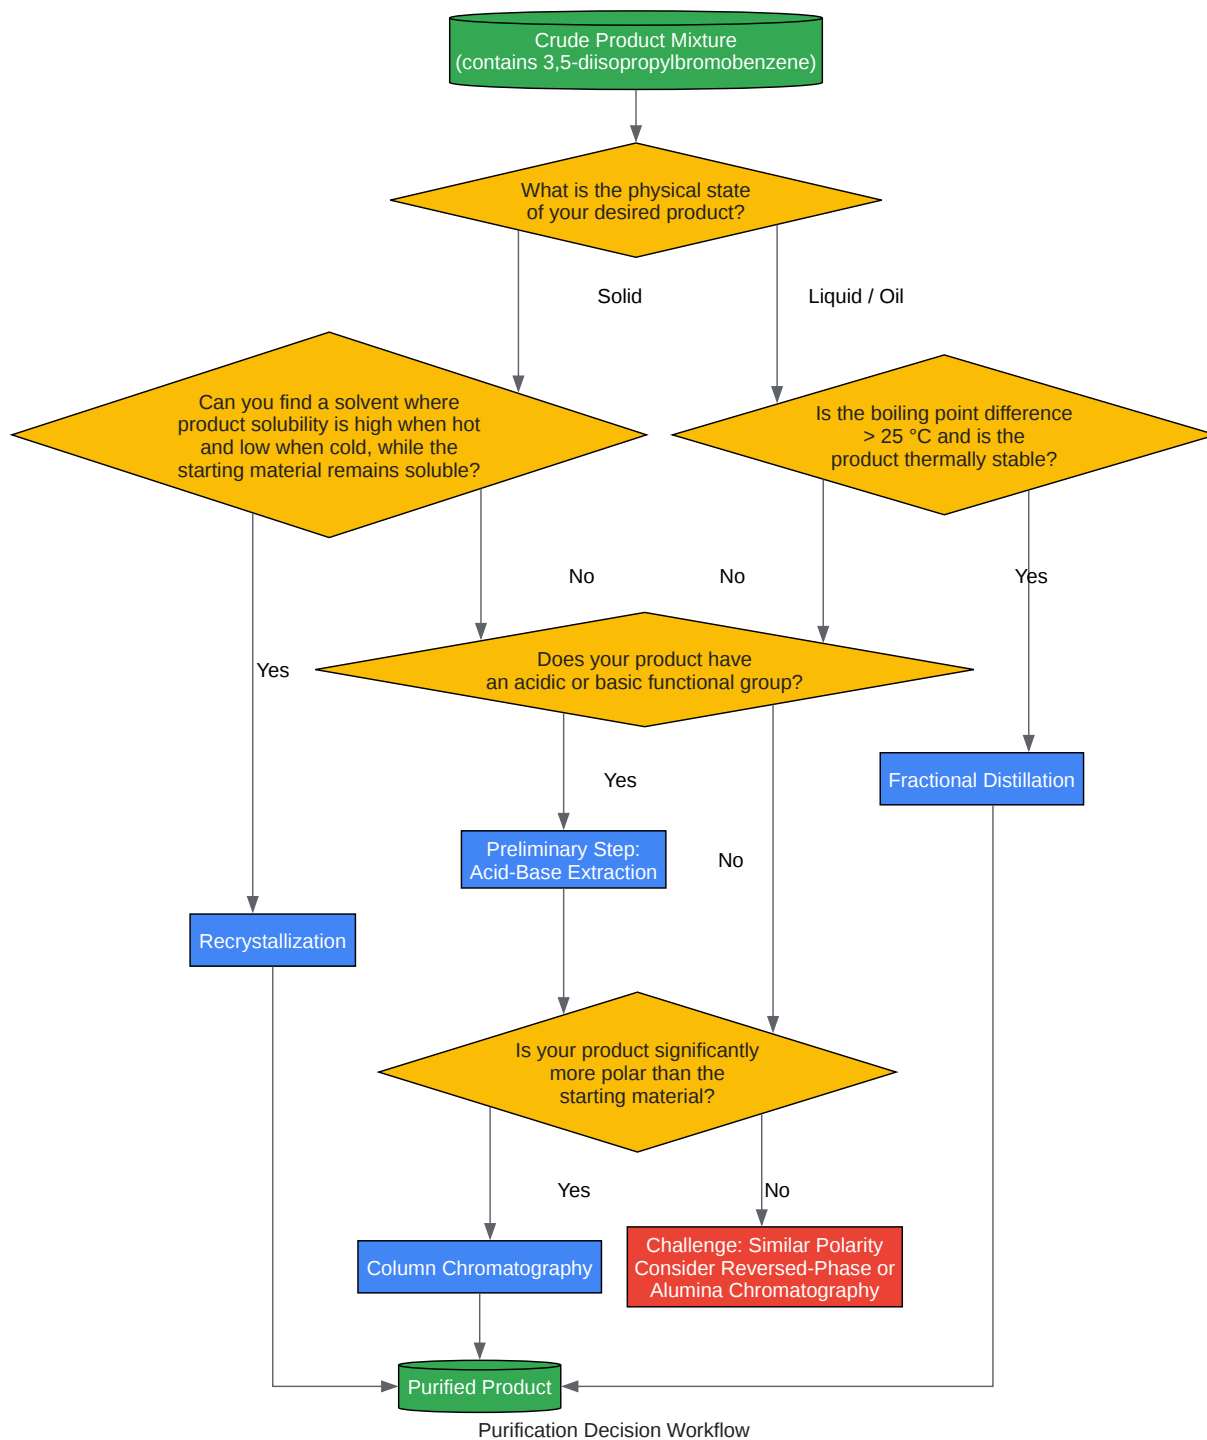 Crude Product Mixture
(contains 3,5-diisopropylbromobenzene)
What is the physical state
of your desired product?
Solid
Liquid / Oil
Can you find a solvent where
product solubility is high when hot
and low when cold, while the
starting material remains soluble?
Is the boiling point difference
> 25 °C and is the
product thermally stable?
No
No
Yes
Does your product have
an acidic or basic functional group?
Yes
Yes
Fractional Distillation
Preliminary Step:
Acid-Base Extraction
No
Recrystallization
Is your product significantly
more polar than the
starting material?
Yes
No
Column Chromatography
Challenge: Similar Polarity
Consider Reversed-Phase or
Alumina Chromatography
Purified Product
Purification Decision Workflow